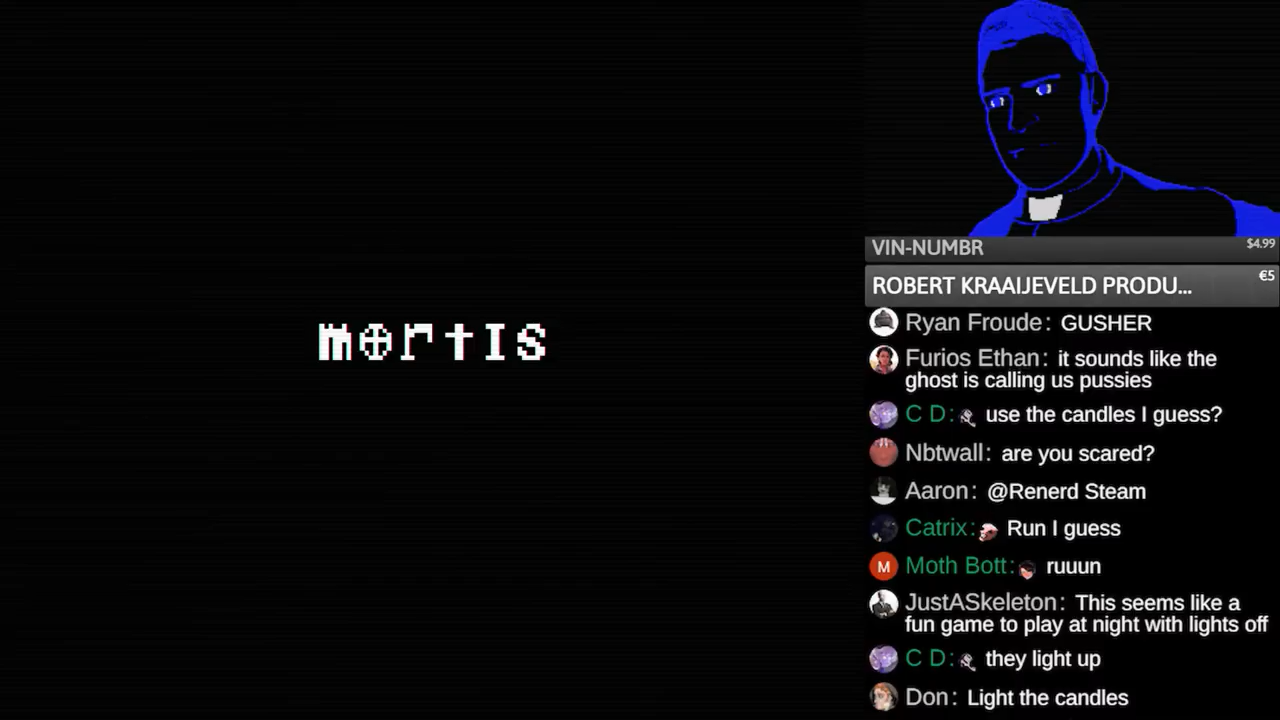 mortis
VIN-NUMBR $4.99
ROBERT KRAAIJEVELD PRODU... €5
Ryan Froude: GUSHER
Furios Ethan: it sounds like the
ghost is calling us pussies
C D: use the candles I guess?
Nbtwall: are you scared?
Aaron: @Renerd Steam
Catrix: Run I guess
M Moth Bott: ruuun
JustASkeleton: This seems like a
fun game to play at night with lights off
C D: they light up
Don: Light the candles